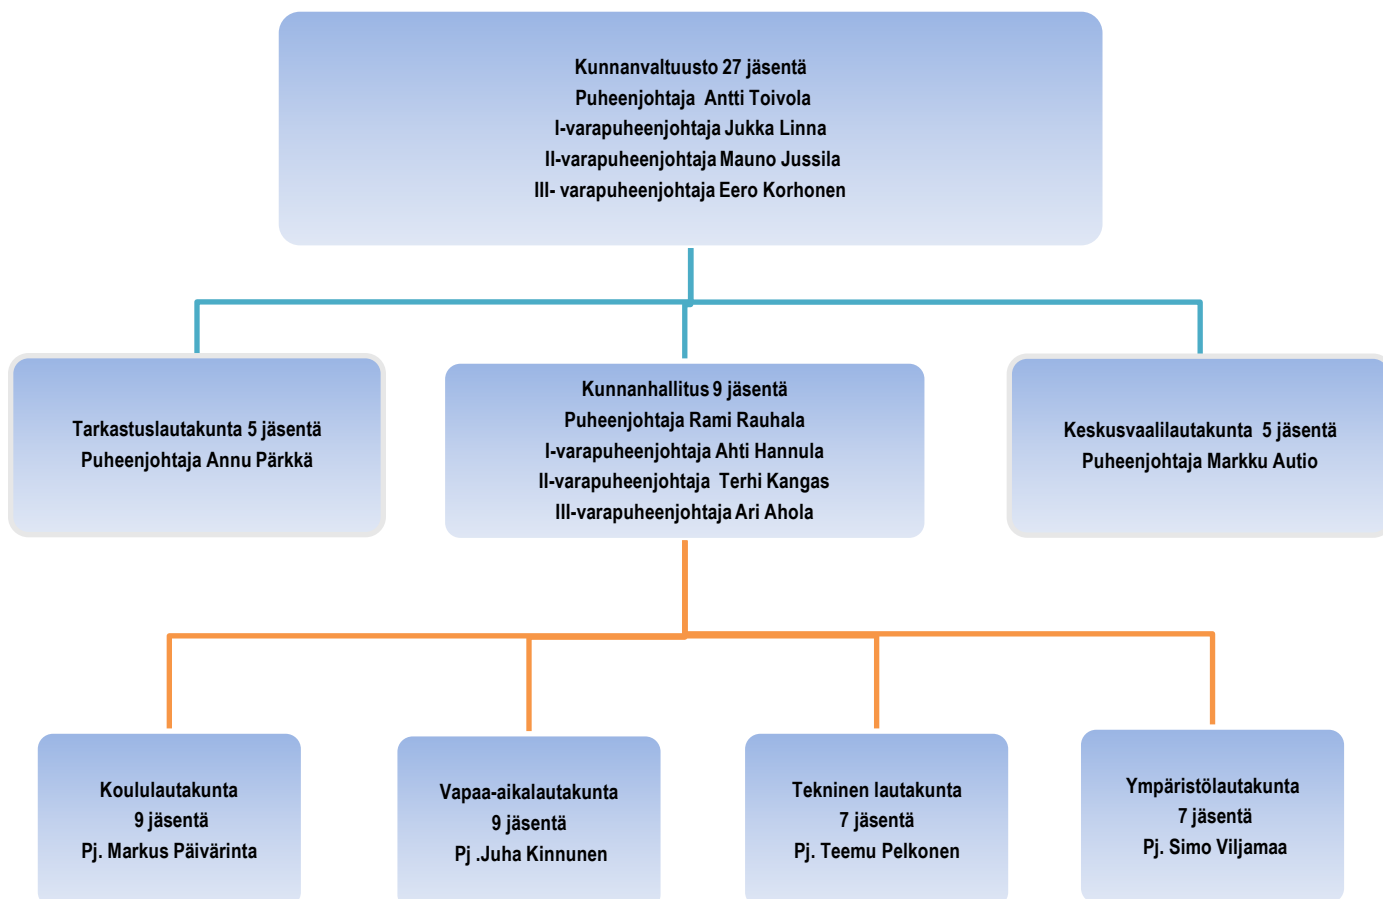 Kunnanvaltuusto 27 jäsentä
Puheenjohtaja  Antti Toivola
I-varapuheenjohtaja Jukka Linna
II-varapuheenjohtaja Mauno Jussila
III- varapuheenjohtaja Eero Korhonen
Tarkastuslautakunta 5 jäsentä
Puheenjohtaja Annu Pärkkä
Kunnanhallitus 9 jäsentä
Puheenjohtaja Rami Rauhala
I-varapuheenjohtaja Ahti Hannula
II-varapuheenjohtaja  Terhi Kangas
III-varapuheenjohtaja Ari Ahola
Keskusvaalilautakunta  5 jäsentä
Puheenjohtaja Markku Autio
Koululautakunta
9 jäsentä
Pj. Markus Päivärinta
Vapaa-aikalautakunta
9 jäsentä
Pj .Juha Kinnunen
Tekninen lautakunta
7 jäsentä
Pj. Teemu Pelkonen
Ympäristölautakunta
7 jäsentä
Pj. Simo Viljamaa